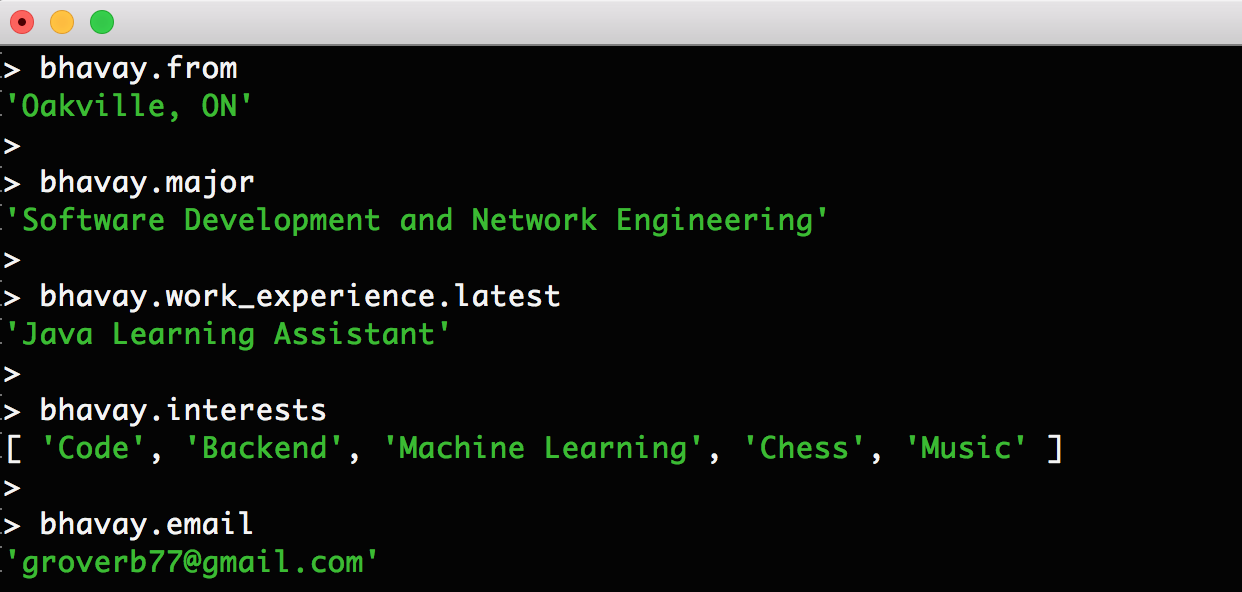 > bhavay.from
'Oakville, ON'
>
> bhavay.major
'Software Development and Network Engineering'
>
> bhavay.work_experience.latest
'Java Learning Assistant'
>
> bhavay.interests
[ 'Code', 'Backend', 'Machine Learning', 'Chess', 'Music' ]
>
> bhavay.email
'groverb77@gmail.com'